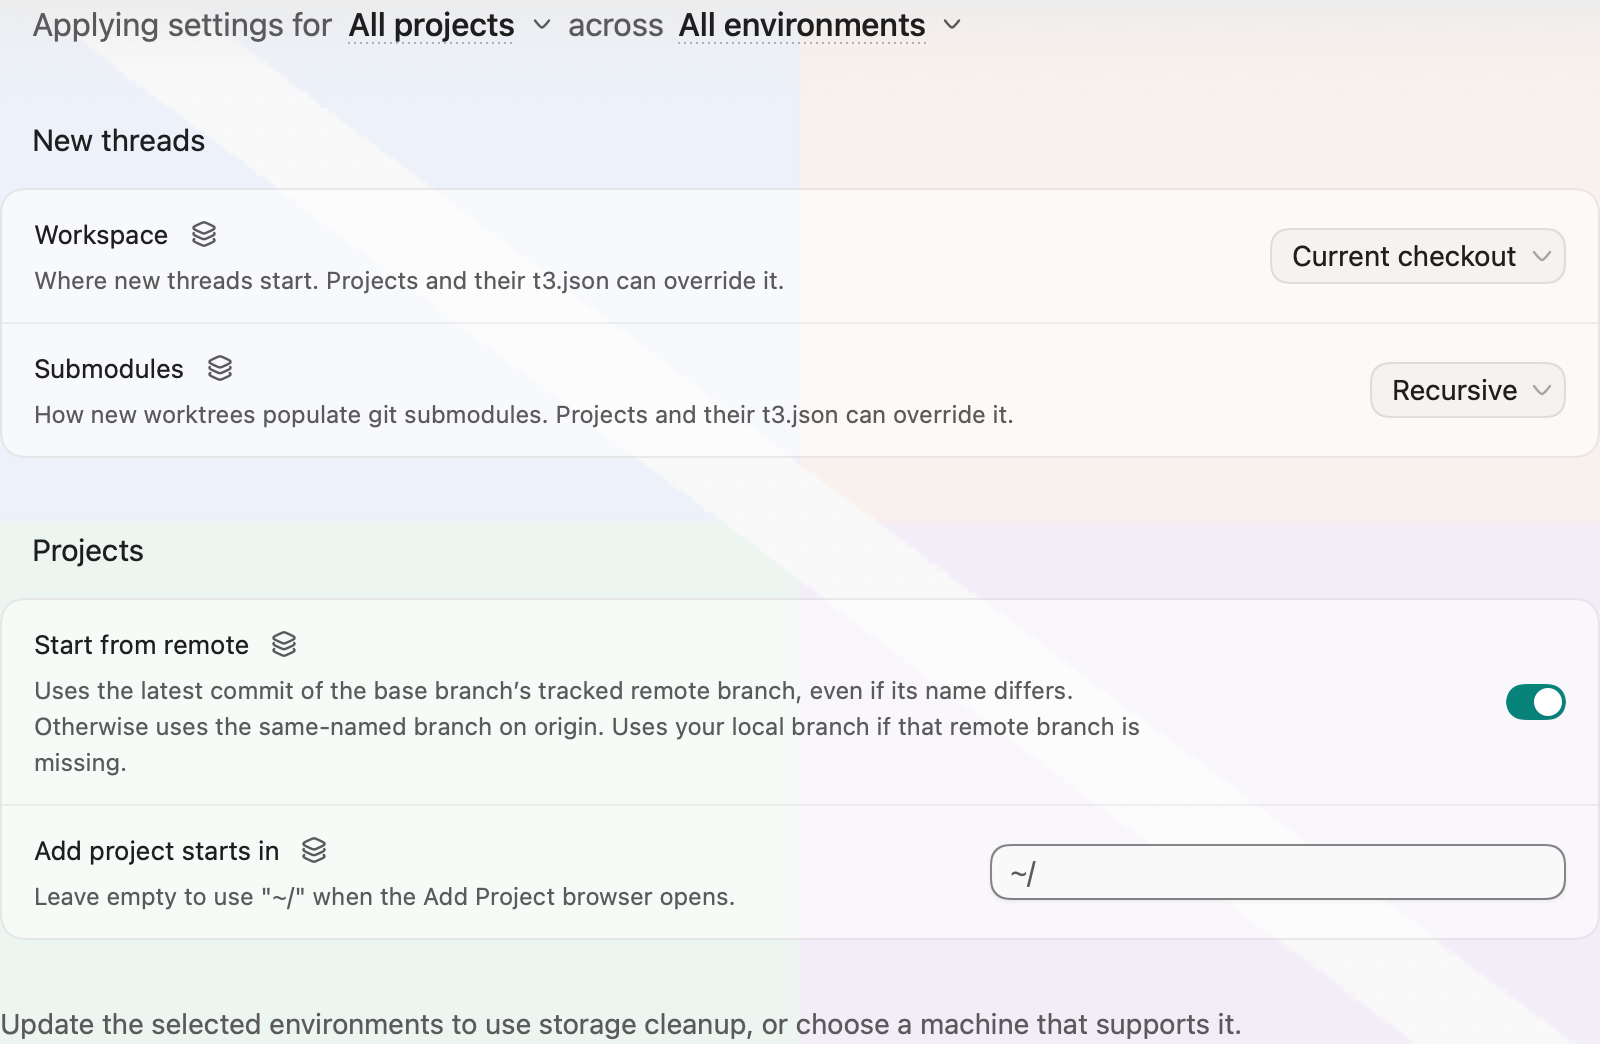 Applying settings for All projects across All environments
New threads
Workspace
Where new threads start. Projects and their t3.json can override it.
Current checkout
Submodules
How new worktrees populate git submodules. Projects and their t3.json can override it.
Recursive
Projects
Start from remote
Uses the latest commit of the base branch’s tracked remote branch, even if its name differs.
Otherwise uses the same-named branch on origin. Uses your local branch if that remote branch is
missing.
Add project starts in
Leave empty to use "~/" when the Add Project browser opens.
~/
Update the selected environments to use storage cleanup, or choose a machine that supports it.